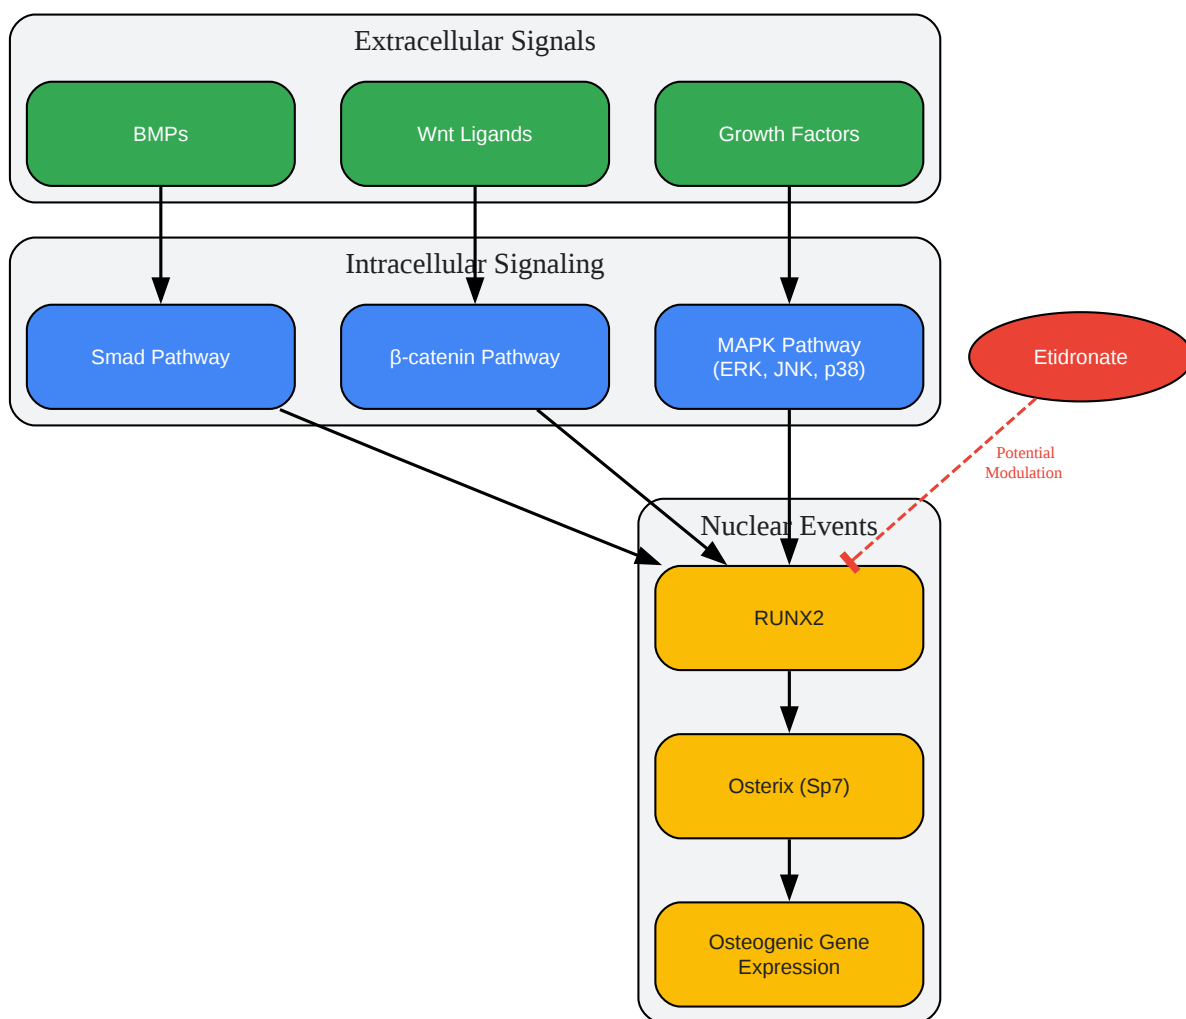 Extracellular Signals
BMPs
Wnt Ligands
Growth Factors
Intracellular Signaling
Smad Pathway
β-catenin Pathway
MAPK Pathway
(ERK, JNK, p38)
Etidronate
Potential
Modulation
Nuclear Events
RUNX2
Osterix (Sp7)
Osteogenic Gene
Expression